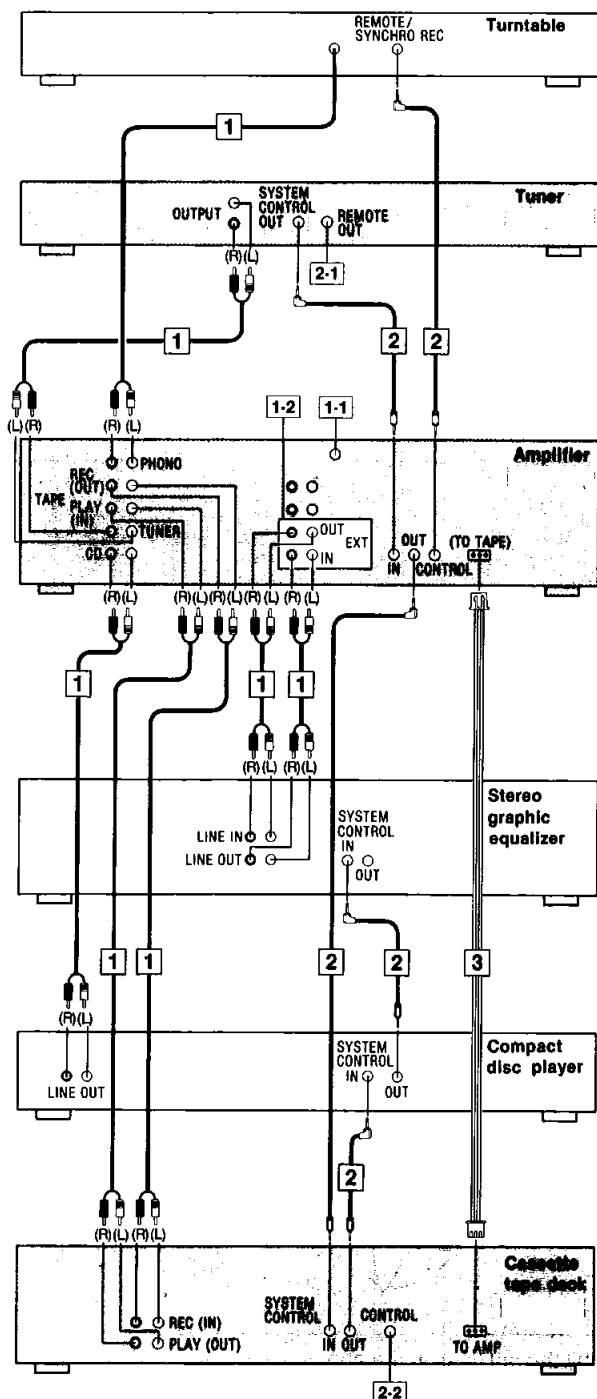 REMOTE/
SYNCHRO REC
Turntable
1
Tuner
SYSTEM
CONTROL
OUT
OUTPUT
REMOTE
OUT
(R) (L)
2-1
1
2
2
1-2
1-1
(L) (R)
(R) (L)
Amplifier
PHONO
REC
(OUT)
TAPE
PLAY
(IN)
TUNER
CD
OUT
EXT
IN
OUT
IN
CONTROL
(TO TAPE)
(R) (L)
(R) (L) (R) (L)
(R) (L) (R) (L)
1
1
1
(R) (L) (R) (L)
Stereo
graphic
equalizer
LINE IN
LINE OUT
SYSTEM
CONTROL
IN
OUT
1
1
2
2
3
(R) (L)
Compact
disc player
SYSTEM
CONTROL
IN
OUT
LINE OUT
2
(R) (L) (R) (L)
Cassette
tape deck
REC (IN)
PLAY (OUT)
SYSTEM
CONTROL
IN OUT
CONTROL
TO AMP
2-2